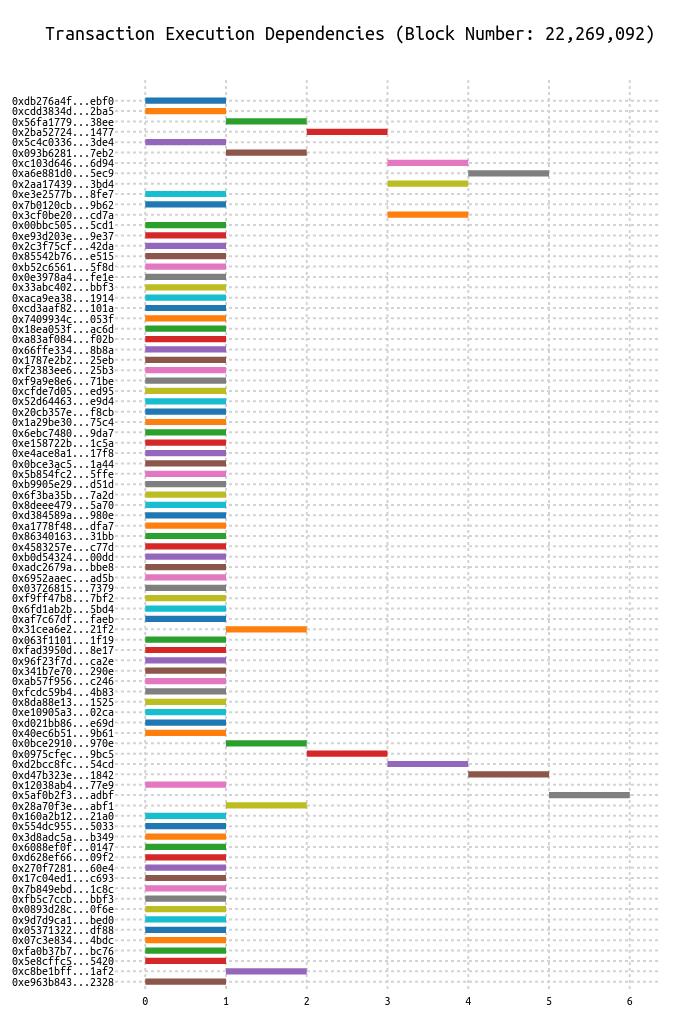 Transaction Execution Dependencies (Block Number: 22,269,092)
0xdb276a4f...ebf0
0xcdd3834d...2ba5
0x56fa1779...38ee
0x2ba52724...1477
0x5c4c0336...3de4
0x093b6281...7eb2
0xc103d646...6d94
0xa6e881d0...5ec9
0x2aa17439...3bd4
0xe3e2577b...8fe7
0x7b0120cb...9b62
0x3cf0be20...cd7a
0x00bbc505...5cd1
0xe93d203e...9e37
0x2c3f75cf...42da
0x85542b76...e515
0xb52c6561...5f8d
0x0e3978a4...fe1e
0x33abc402...bbf3
0xaca9ea38...1914
0xcd3aaf82...101a
0x7409934c...053f
0x18ea053f...ac6d
0xa83af084...f02b
0x66ffe334...8b8a
0x1787e2b2...25eb
0xf2383ee6...25b3
0xf9a9e8e6...71be
0xcfde7d05...ed95
0x52d64463...e9d4
0x20cb357e...f8cb
0x1a29be30...75c4
0x6ebc7480...9da7
0xe158722b...1c5a
0xe4ace8a1...17f8
0x0bce3ac5...1a44
0x5b854fc2...5ffe
0xb9905e29...d51d
0x6f3ba35b...7a2d
0x8deee479...5a70
0xd384589a...980e
0xa1778f48...dfa7
0x86340163...31bb
0x4583257e...c77d
0xb0d54324...00dd
0xadc2679a...bbe8
0x6952aaec...ad5b
0x03726815...7379
0xf9ff47b8...7bf2
0x6fd1ab2b...5bd4
0xaf7c67df...faeb
0x31cea6e2...21f2
0x063f1101...1f19
0xfad3950d...8e17
0x96f23f7d...ca2e
0x341b7e70...290e
0xab57f956...c246
0xfcdc59b4...4b83
0x8da88e13...1525
0xe10905a3...02ca
0xd021bb86...e69d
0x40ec6b51...9b61
0x0bce2910...970e
0x0975cfec...9bc5
0xd2bcc8fc...54cd
0xd47b323e...1842
0x12038ab4...77e9
0x5af0b2f3...adbf
0x28a70f3e...abf1
0x160a2b12...21a0
0x554dc955...5033
0x3d8adc5a...b349
0x6088ef0f...0147
0xd628ef66...09f2
0x270f7281...60e4
0x17c04ed1...c693
0x7b849ebd...1c8c
0xfb5c7ccb...bbf3
0x0893d28c...0f6e
0x9d7d9ca1...bed0
0x05371322...df88
0x07c3e834...4bdc
0xfa0b37b7...bc76
0x5e8cffc5...5420
0xc8be1bff...1af2
0xe963b843...2328
0 1 2 3 4 5 6